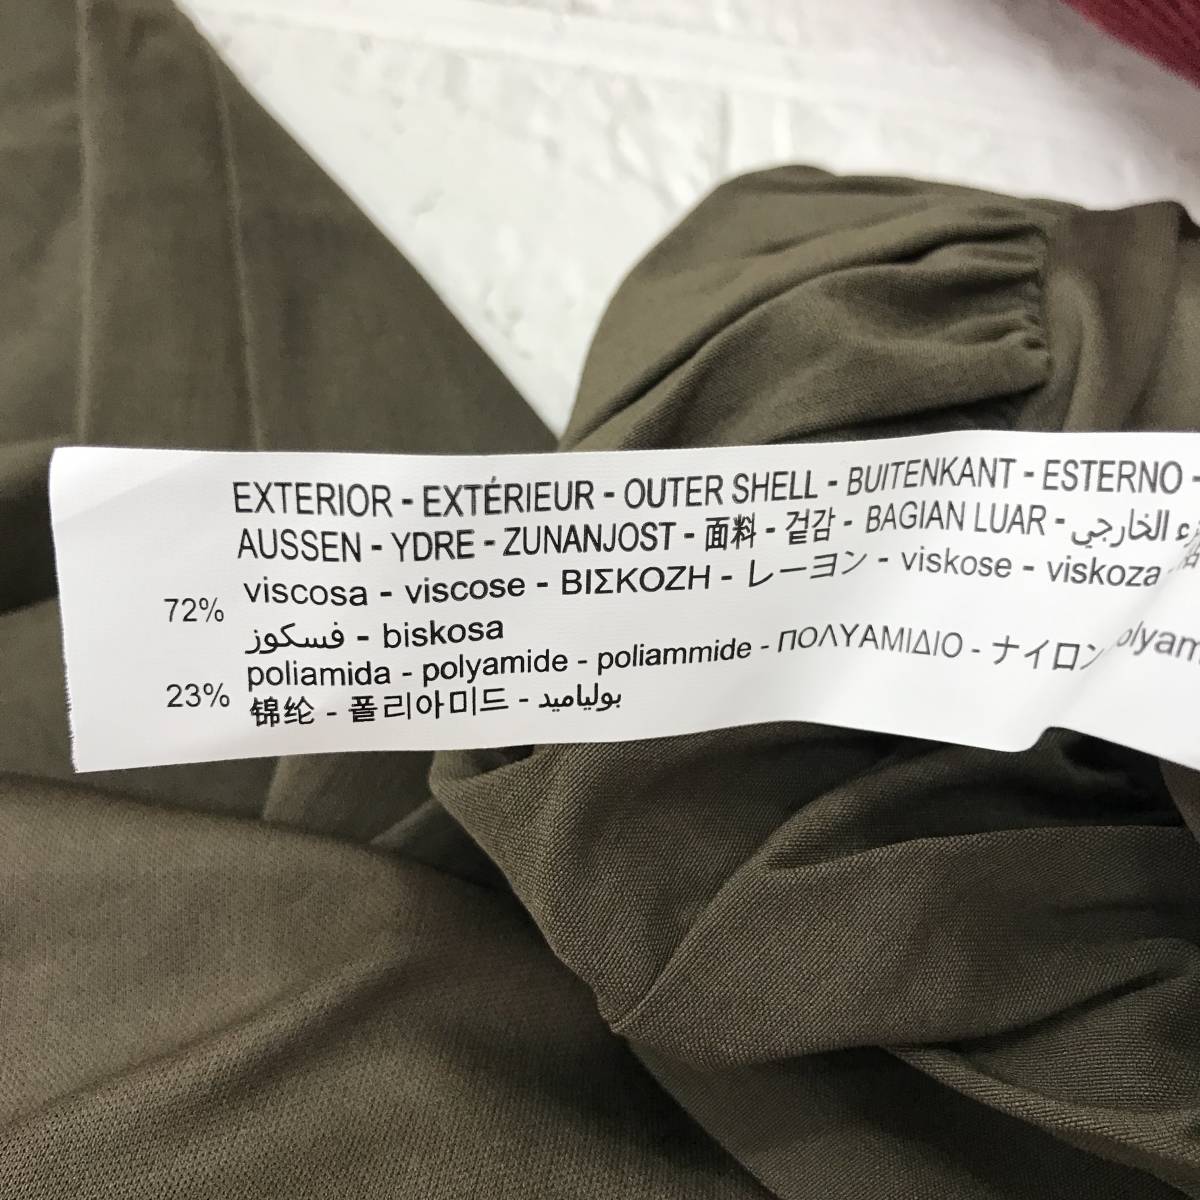 EXTERIOR - EXTÉRIEUR - OUTER SHELL - BUITENKANT - ESTERNO -
AUSSEN - YDRE - ZUNANJOST - 面料 - 겉감 - BAGIAN LUAR - الخارجي
72% viscosa - viscose - ΒΙΣΚΟΖΗ - レーヨン - viskose - viskoza
فسكوز - biskosa
23% poliamida - polyamide - poliammide - ΠΟΛΥΑΜΙΔΙΟ - ナイロン
锦纶 - 폴리아미드 - بولياميد